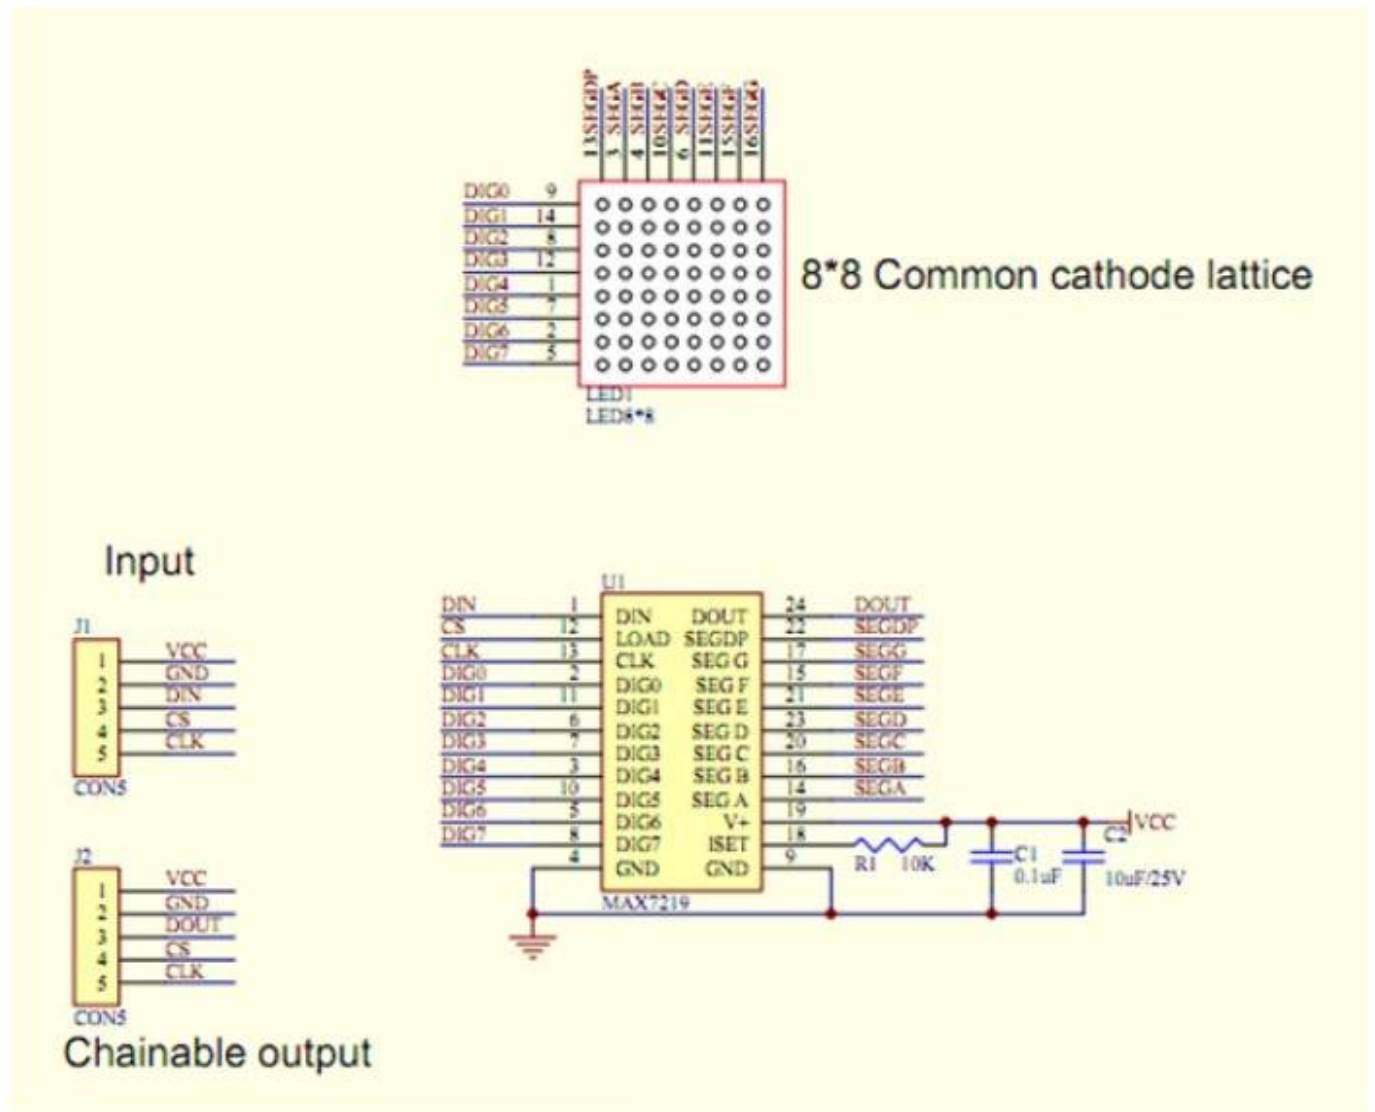 13 SEGDP
3 SEGA
4 SEGB
10 SEGC
6 SEGD
11 SEGE
15 SEGF
16 SEGG
DIG0 9
DIG1 14
DIG2 8
DIG3 12
DIG4 1
DIG5 7
DIG6 2
DIG7 5
8*8 Common cathode lattice
LED1
LED8*8
Input
J1
1 VCC
2 GND
3 DIN
4 CS
5 CLK
CON5
J2
1 VCC
2 GND
3 DOUT
4 CS
5 CLK
CON5
Chainable output
U1
DIN 1 DIN DOUT 24 DOUT
CS 12 LOAD SEGDP 22 SEGDP
CLK 13 CLK SEG G 17 SEGG
DIG0 2 DIG0 SEG F 15 SEGF
DIG1 11 DIG1 SEG E 21 SEGE
DIG2 6 DIG2 SEG D 23 SEGD
DIG3 7 DIG3 SEG C 20 SEGC
DIG4 3 DIG4 SEG B 16 SEGB
DIG5 10 DIG5 SEG A 14 SEGA
DIG6 5 DIG6 V+ 19 VCC
DIG7 8 DIG7 ISET 18
4 GND GND 9
MAX7219
R1 10K
C1
0.1uF
C2
10uF/25V